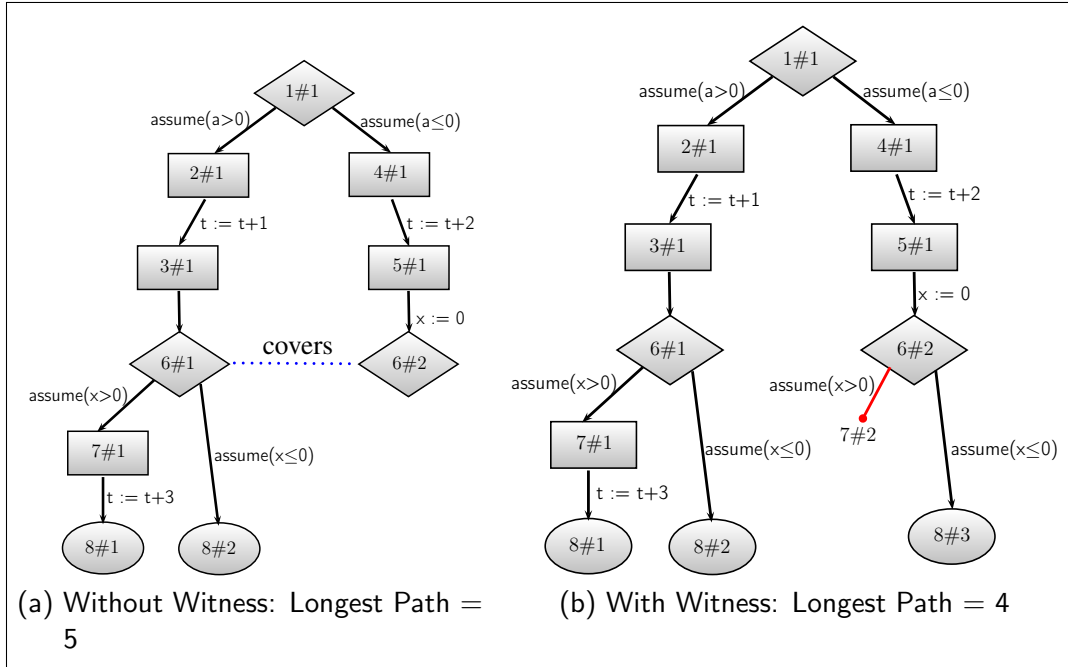 1#1
assume(a>0)
assume(a≤0)
2#1
4#1
t := t+1
t := t+2
3#1
5#1
x := 0
6#1
covers
6#2
assume(x>0)
7#1
assume(x≤0)
t := t+3
8#1
8#2
(a) Without Witness: Longest Path =
5
1#1
assume(a>0)
assume(a≤0)
2#1
4#1
t := t+1
t := t+2
3#1
5#1
x := 0
6#1
6#2
assume(x>0)
assume(x>0)
7#1
7#2
assume(x≤0)
assume(x≤0)
t := t+3
8#1
8#2
8#3
(b) With Witness: Longest Path = 4